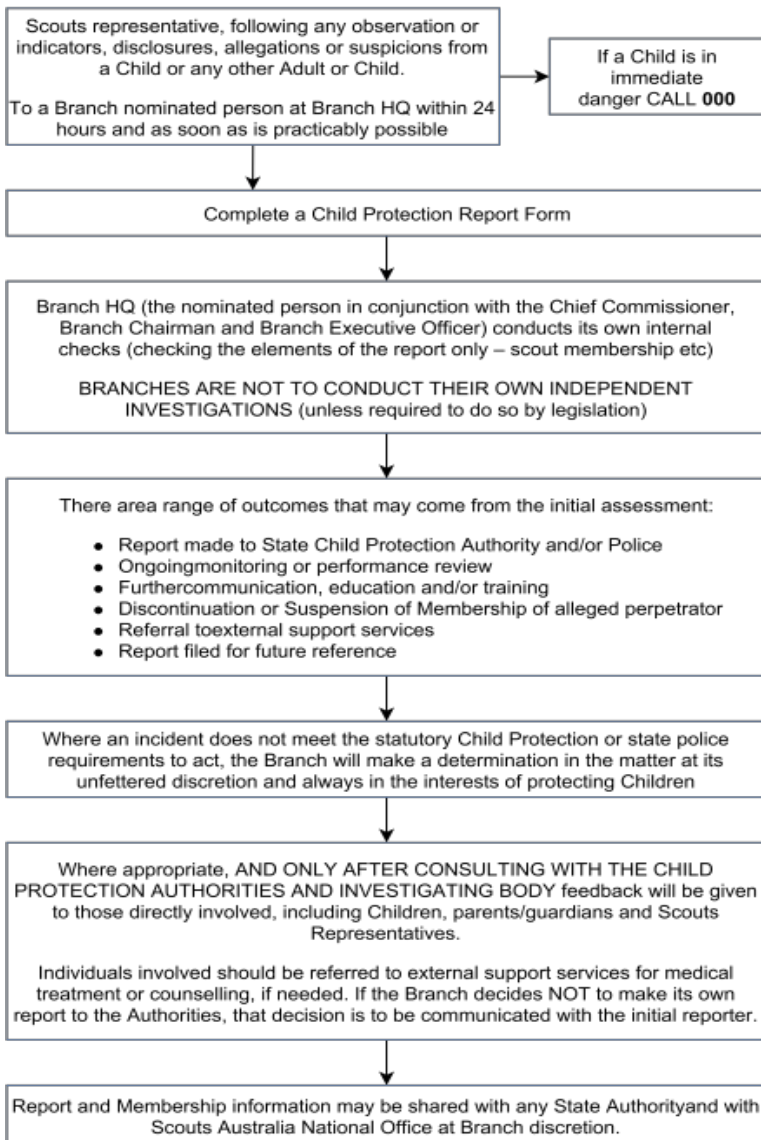 Scouts representative, following any observation or
indicators, disclosures, allegations or suspicions from
a Child or any other Adult or Child.
To a Branch nominated person at Branch HQ within 24
hours and as soon as is practicably possible
If a Child is in
immediate
danger CALL 000
Complete a Child Protection Report Form
Branch HQ (the nominated person in conjunction with the Chief Commissioner,
Branch Chairman and Branch Executive Officer) conducts its own internal
checks (checking the elements of the report only – scout membership etc)
BRANCHES ARE NOT TO CONDUCT THEIR OWN INDEPENDENT
INVESTIGATIONS (unless required to do so by legislation)
There area range of outcomes that may come from the initial assessment:
● Report made to State Child Protection Authority and/or Police
● Ongoingmonitoring or performance review
● Furthercommunication, education and/or training
● Discontinuation or Suspension of Membership of alleged perpetrator
● Referral toexternal support services
● Report filed for future reference
Where an incident does not meet the statutory Child Protection or state police
requirements to act, the Branch will make a determination in the matter at its
unfettered discretion and always in the interests of protecting Children
Where appropriate, AND ONLY AFTER CONSULTING WITH THE CHILD
PROTECTION AUTHORITIES AND INVESTIGATING BODY feedback will be given
to those directly involved, including Children, parents/guardians and Scouts
Representatives.
Individuals involved should be referred to external support services for medical
treatment or counselling, if needed. If the Branch decides NOT to make its own
report to the Authorities, that decision is to be communicated with the initial reporter.
Report and Membership information may be shared with any State Authorityand with
Scouts Australia National Office at Branch discretion.